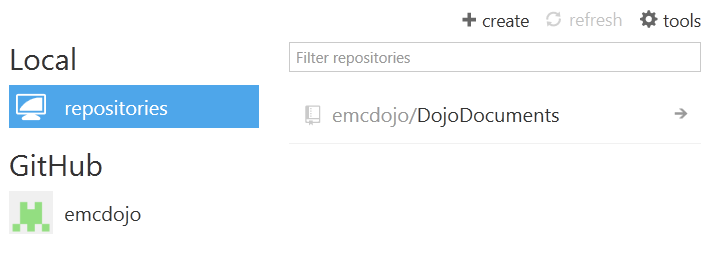 create refresh tools
Local
Filter repositories
repositories
emcdojo/DojoDocuments
GitHub
emcdojo